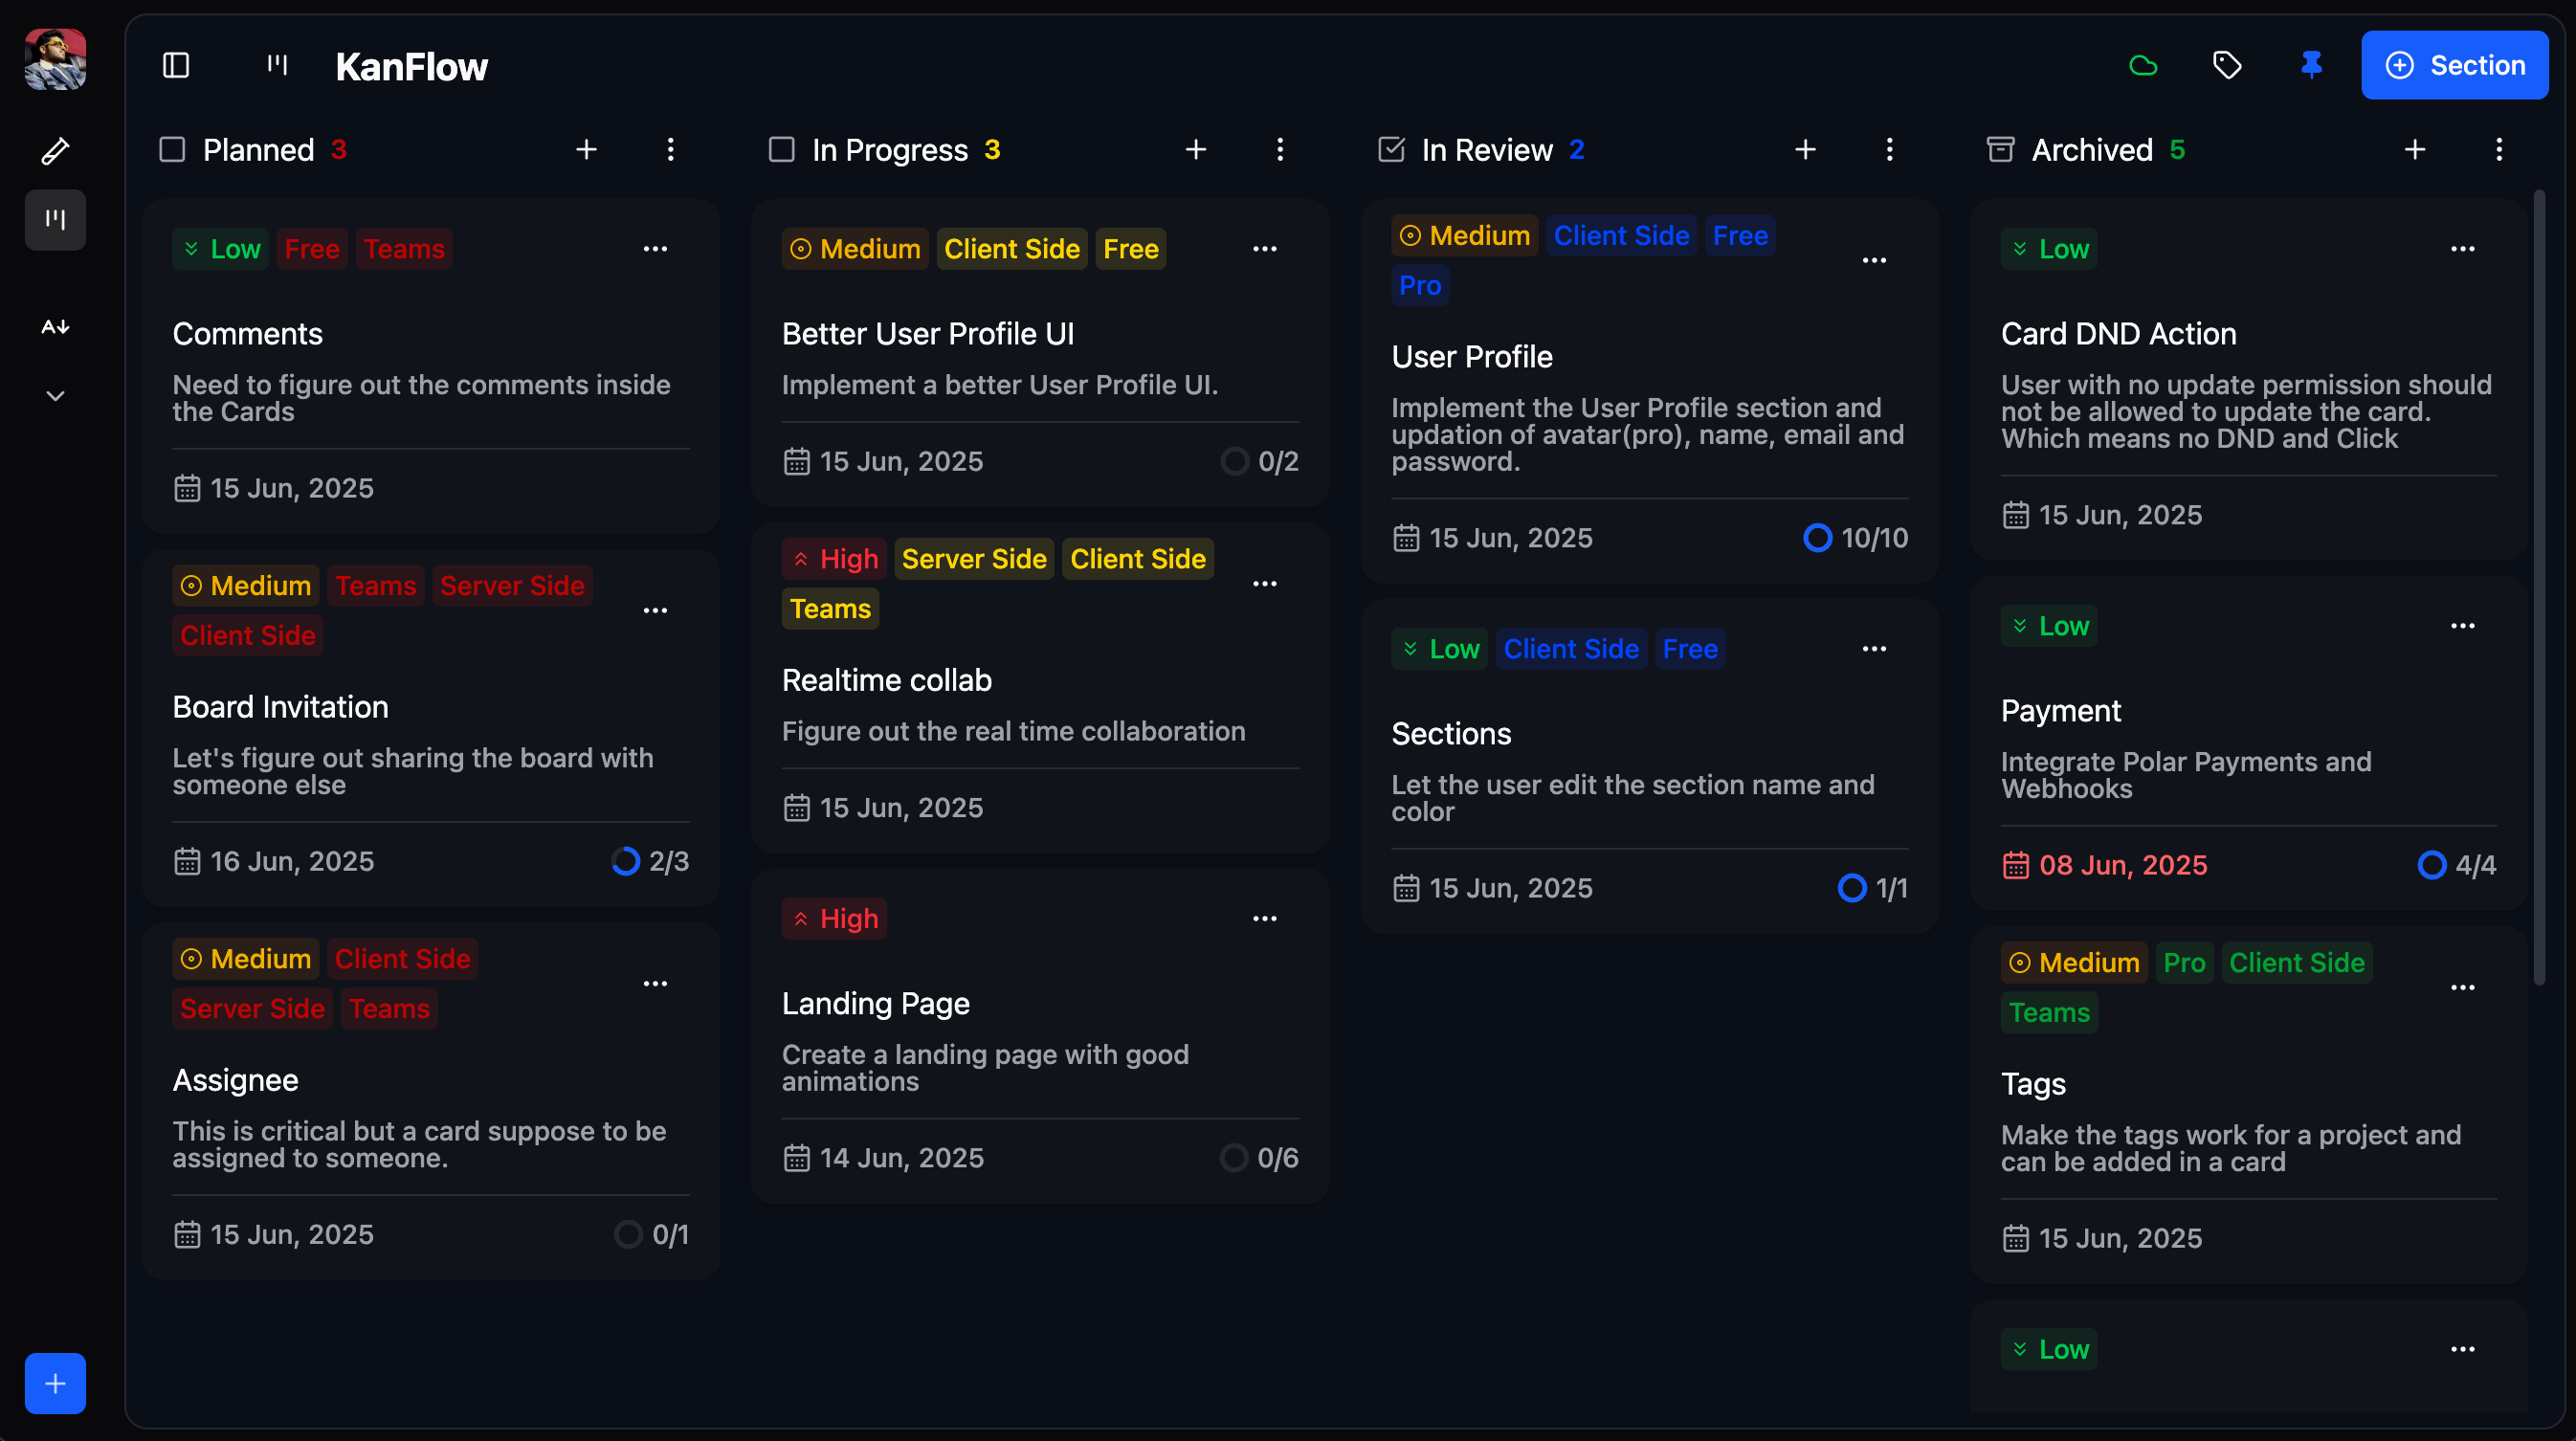 KanFlow
Section
Planned 3
Low Free Teams
Comments
Need to figure out the comments inside
the Cards
15 Jun, 2025
Medium Teams Server Side
Client Side
Board Invitation
Let's figure out sharing the board with
someone else
16 Jun, 2025 2/3
Medium Client Side
Server Side Teams
Assignee
This is critical but a card suppose to be
assigned to someone.
15 Jun, 2025 0/1
In Progress 3
Medium Client Side Free
Better User Profile UI
Implement a better User Profile UI.
15 Jun, 2025 0/2
High Server Side Client Side
Teams
Realtime collab
Figure out the real time collaboration
15 Jun, 2025
High
Landing Page
Create a landing page with good
animations
14 Jun, 2025 0/6
In Review 2
Medium Client Side Free
Pro
User Profile
Implement the User Profile section and
updation of avatar(pro), name, email and
password.
15 Jun, 2025 10/10
Low Client Side Free
Sections
Let the user edit the section name and
color
15 Jun, 2025 1/1
Archived 5
Low
Card DND Action
User with no update permission should
not be allowed to update the card.
Which means no DND and Click
15 Jun, 2025
Low
Payment
Integrate Polar Payments and
Webhooks
08 Jun, 2025 4/4
Medium Pro Client Side
Teams
Tags
Make the tags work for a project and
can be added in a card
15 Jun, 2025
Low